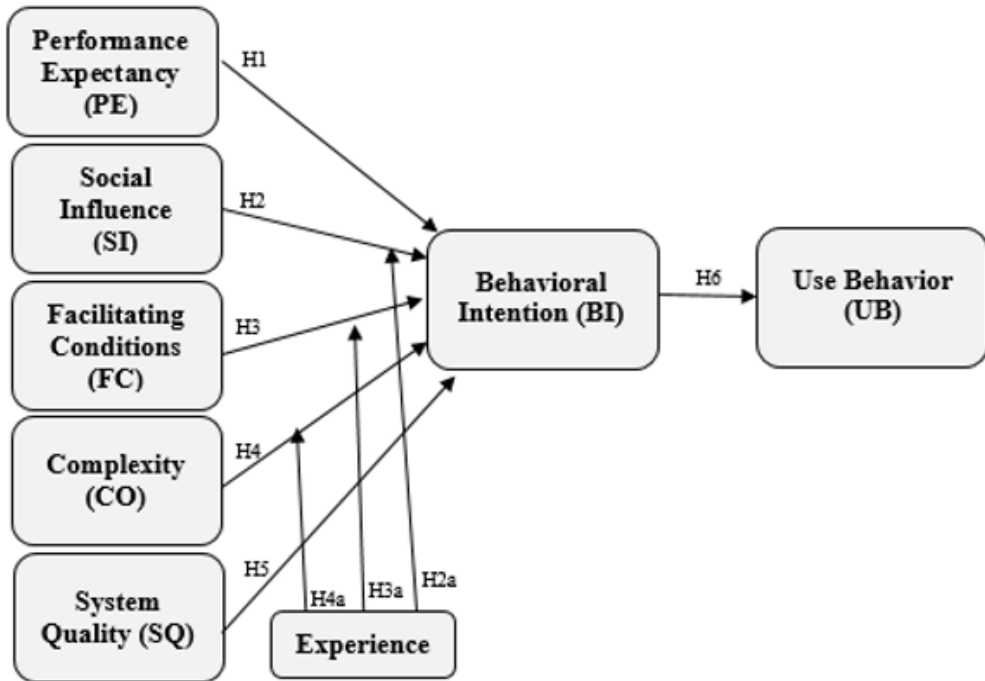 Performance
Expectancy
(PE)
H1
Social
Influence
(SI)
H2
Facilitating
Conditions
(FC)
H3
Complexity
(CO)
H4
System
Quality (SQ)
H5
Behavioral
Intention (BI)
H6
Use Behavior
(UB)
H4a
H3a
H2a
Experience